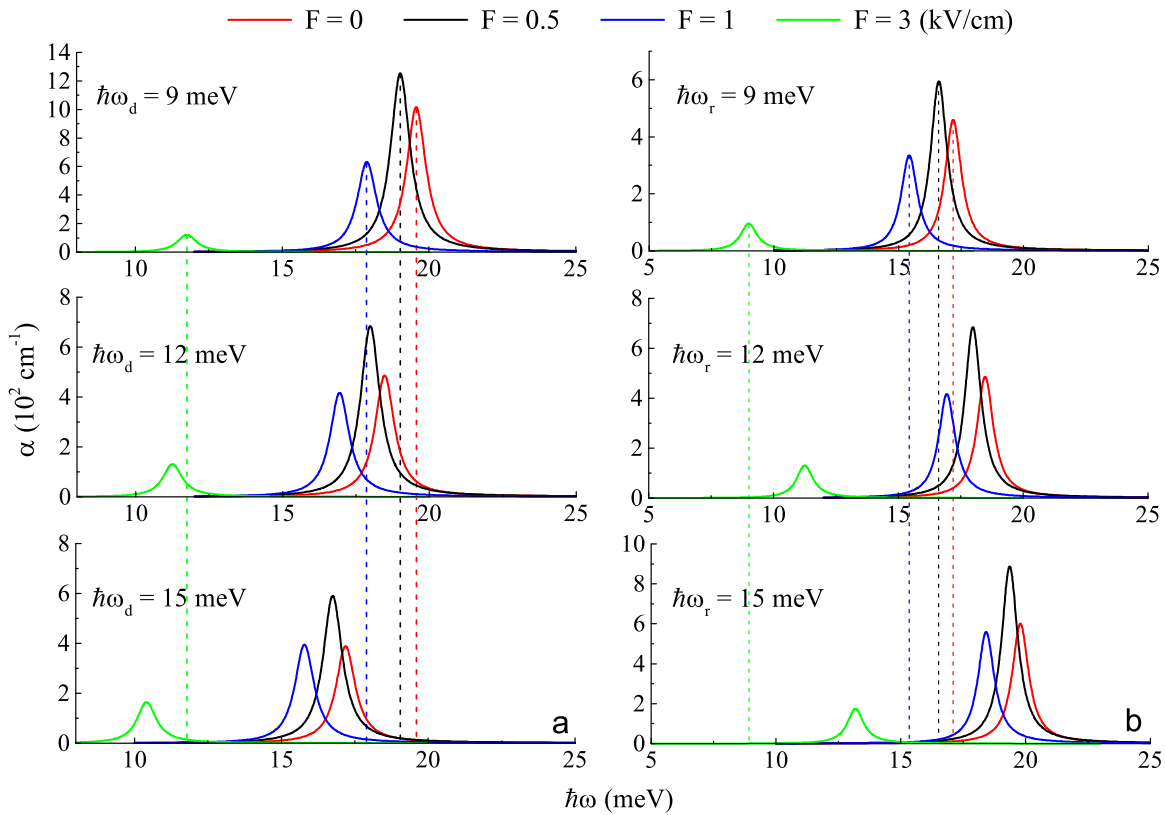 F = 0 F = 0.5 F = 1 F = 3 (kV/cm)
14
12
10
8
6
4
2
0
ħω_d = 9 meV
10 15 20 25
6
4
2
0
ħω_r = 9 meV
5 10 15 20 25
α (10² cm⁻¹)
8
6
4
2
0
ħω_d = 12 meV
10 15 20 25
8
6
4
2
0
ħω_r = 12 meV
5 10 15 20 25
8
6
4
2
0
ħω_d = 15 meV
a
10 15 20 25
10
8
6
4
2
0
ħω_r = 15 meV
b
5 10 15 20 25
ħω (meV)